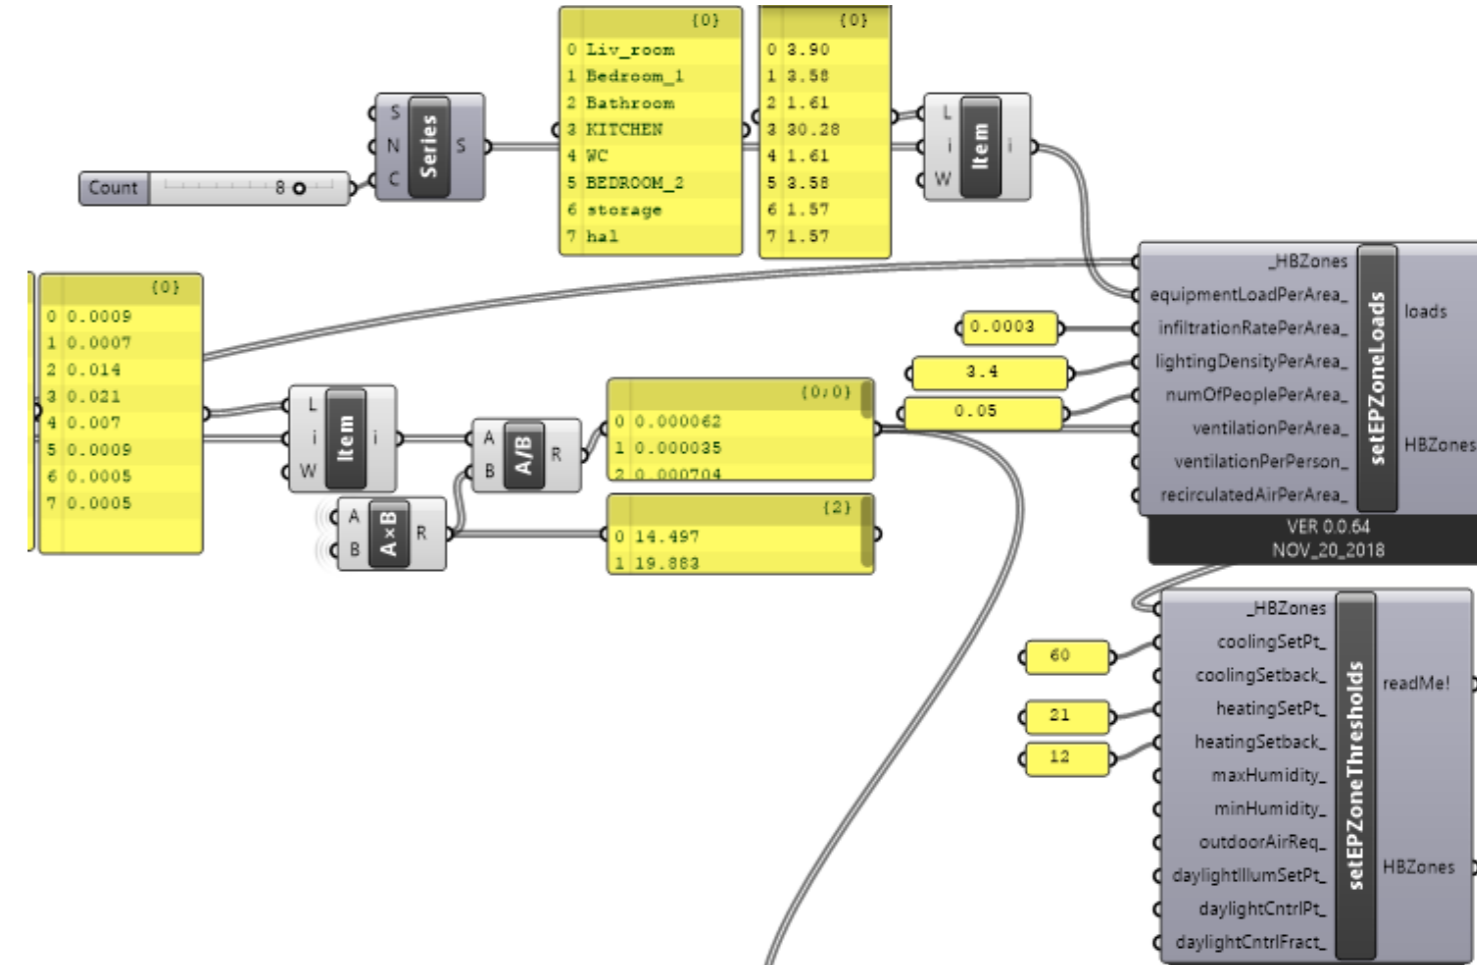 {0}
0 Liv_room
1 Bedroom_1
2 Bathroom
3 KITCHEN
4 WC
5 BEDROOM_2
6 storage
7 hal
{0}
0 3.90
1 3.58
2 1.61
3 30.28
4 1.61
5 3.58
6 1.57
7 1.57
S
N
C
Series
S
Count
8
L
i
W
Item
i
{0}
0 0.0009
1 0.0007
2 0.014
3 0.021
4 0.007
5 0.0009
6 0.0005
7 0.0005
L
i
W
Item
i
A
B
A×B
R
A
B
A/B
R
{0;0}
0 0.000062
1 0.000035
2 0.000704
{2}
0 14.497
1 19.883
0.0003
3.4
0.05
_HBZones
equipmentLoadPerArea_
infiltrationRatePerArea_
lightingDensityPerArea_
numOfPeoplePerArea_
ventilationPerArea_
ventilationPerPerson_
recirculatedAirPerArea_
setEPZoneLoads
loads
HBZones
VER 0.0.64
NOV_20_2018
60
21
12
_HBZones
coolingSetPt_
coolingSetback_
heatingSetPt_
heatingSetback_
maxHumidity_
minHumidity_
outdoorAirReq_
daylightIllumSetPt_
daylightCntrlPt_
daylightCntrlFract_
setEPZoneThresholds
readMe!
HBZones